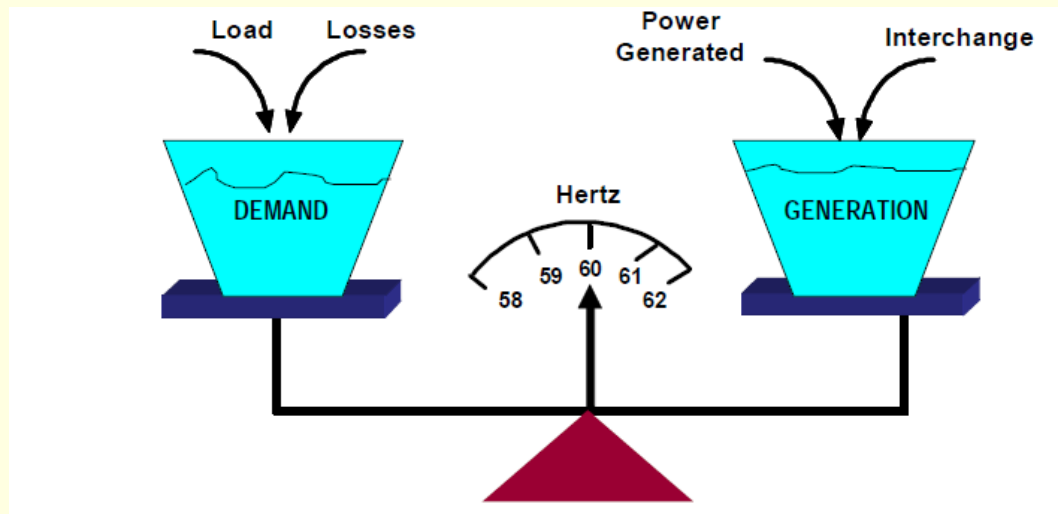 Load
Losses
Power
Generated
Interchange
DEMAND
Hertz
GENERATION
58
59
60
61
62